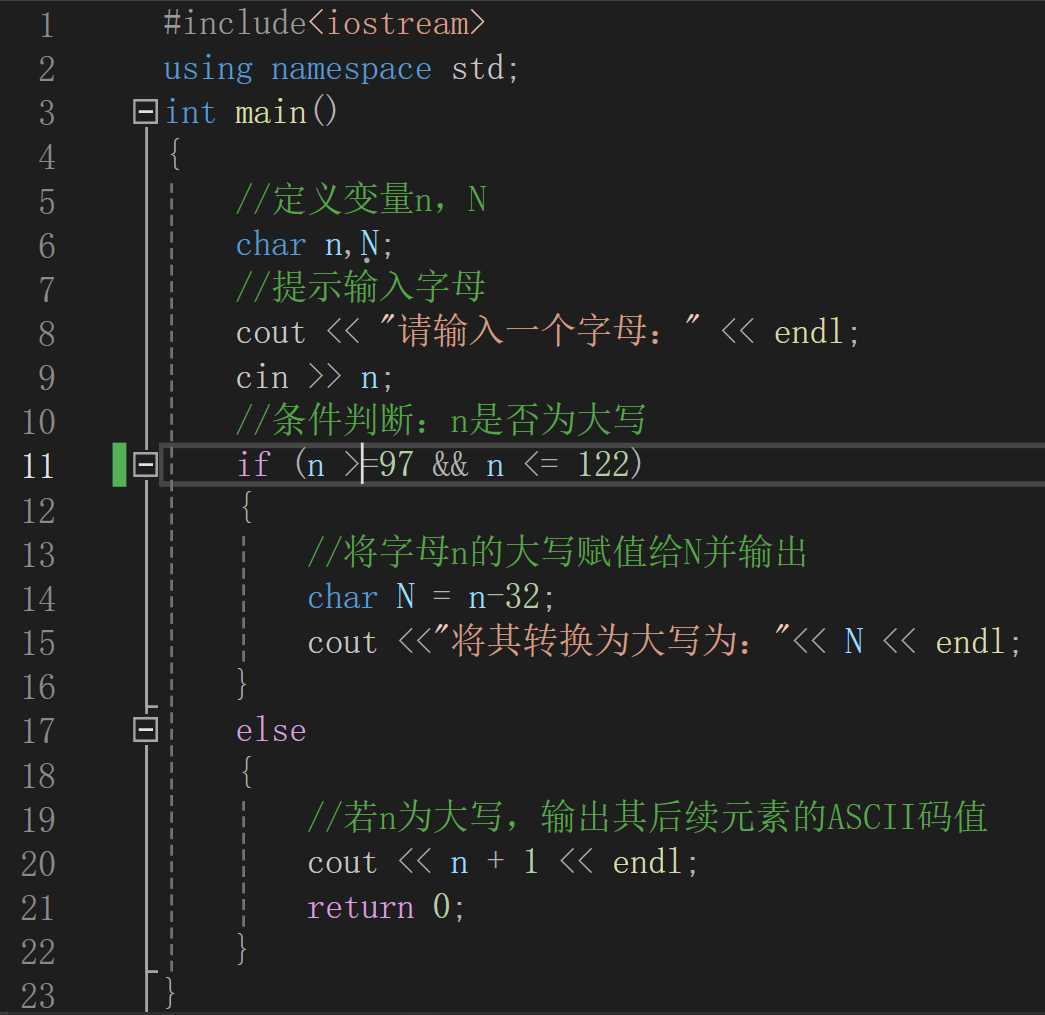 1 #include<iostream>
2 using namespace std;
3 int main()
4 {
5 //定义变量n，N
6 char n,N;
7 //提示输入字母
8 cout << "请输入一个字母：" << endl;
9 cin >> n;
10 //条件判断：n是否为大写
11 if (n >=97 && n <= 122)
12 {
13 //将字母n的大写赋值给N并输出
14 char N = n-32;
15 cout <<"将其转换为大写为："<< N << endl;
16 }
17 else
18 {
19 //若n为大写，输出其后续元素的ASCII码值
20 cout << n + 1 << endl;
21 return 0;
22 }
23 }